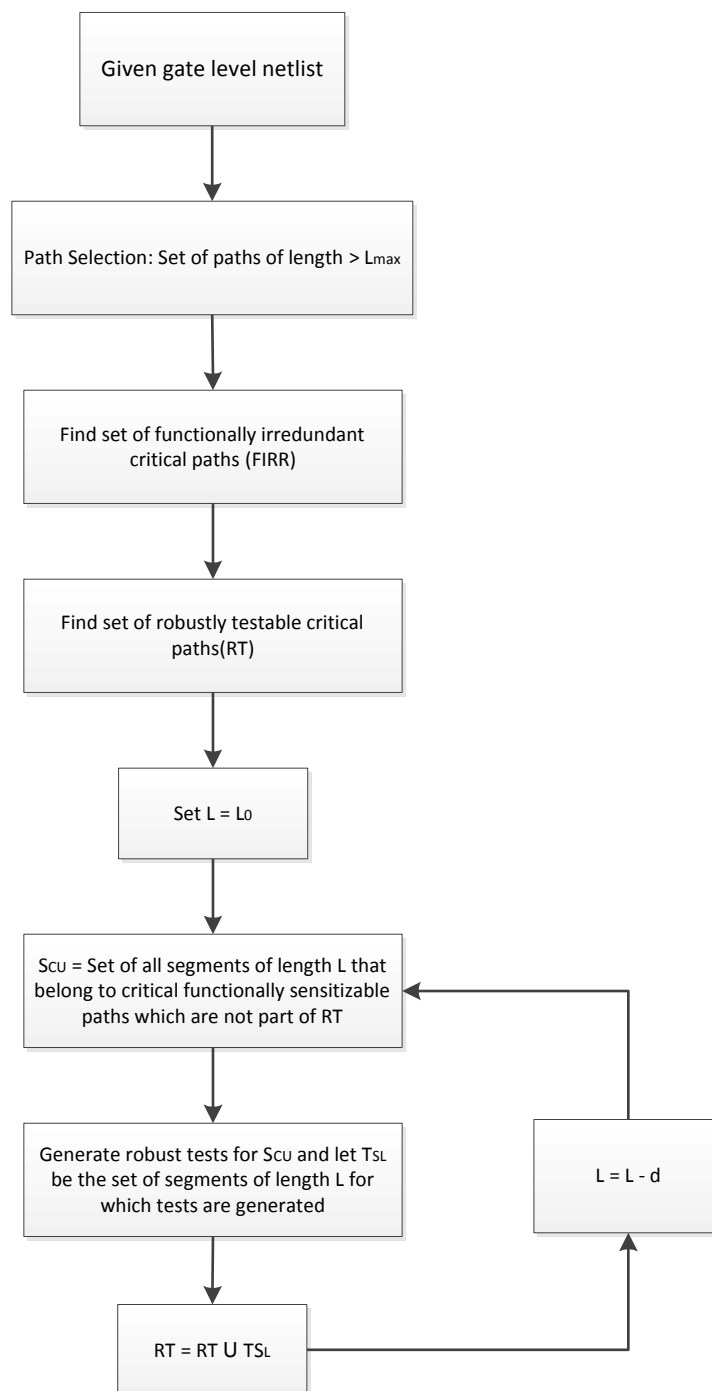 Given gate level netlist
Path Selection: Set of paths of length > Lmax
Find set of functionally irredundant
critical paths (FIRR)
Find set of robustly testable critical
paths(RT)
Set L = L0
SCU = Set of all segments of length L that
belong to critical functionally sensitizable
paths which are not part of RT
Generate robust tests for SCU and let TSL
be the set of segments of length L for
which tests are generated
L = L - d
RT = RT U TSL